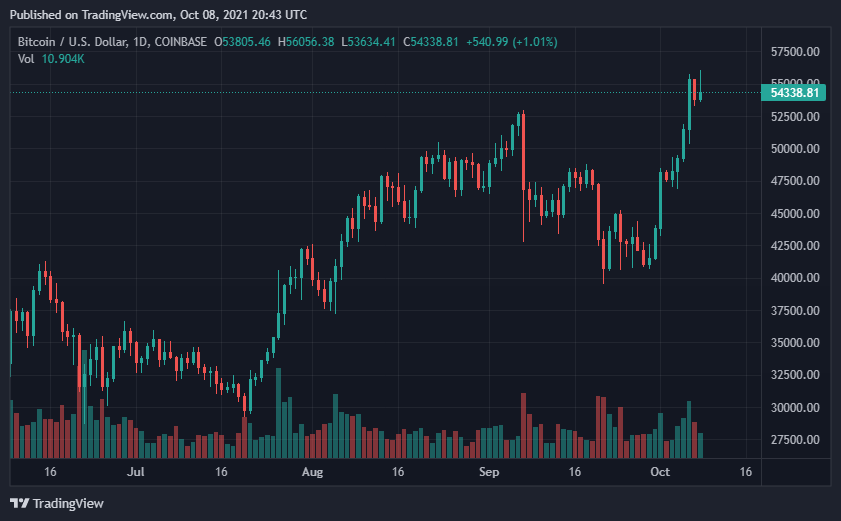 Published on TradingView.com, Oct 08, 2021 20:43 UTC
Bitcoin / U.S. Dollar, 1D, COINBASE O53805.46 H56056.38 L53634.41 C54338.81 +540.99 (+1.01%)
Vol 10.904K
57500.00
55000.00
54338.81
52500.00
50000.00
47500.00
45000.00
42500.00
40000.00
37500.00
35000.00
32500.00
30000.00
27500.00
16 Jul 16 Aug 16 Sep 16 Oct 16
TradingView